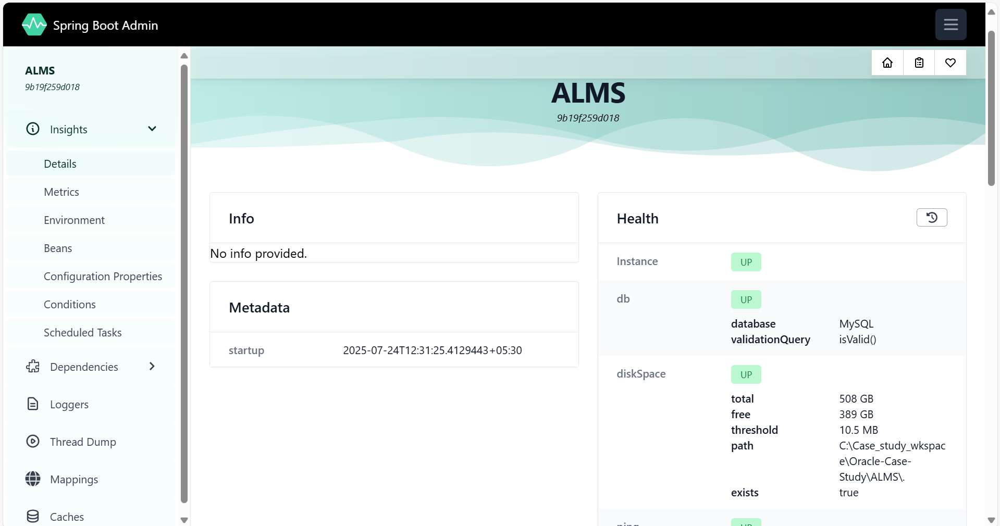 Spring Boot Admin
ALMS
9b19f259d018
Insights
Details
Metrics
Environment
Beans
Configuration Properties
Conditions
Scheduled Tasks
Dependencies
Loggers
Thread Dump
Mappings
Caches
ALMS
9b19f259d018
Info
No info provided.
Metadata
startup 2025-07-24T12:31:25.4129443+05:30
Health
Instance UP
db UP
database MySQL
validationQuery isValid()
diskSpace UP
total 508 GB
free 389 GB
threshold 10.5 MB
path C:\Case_study_wkspac
e\Oracle-Case-
Study\ALMS\.
exists true